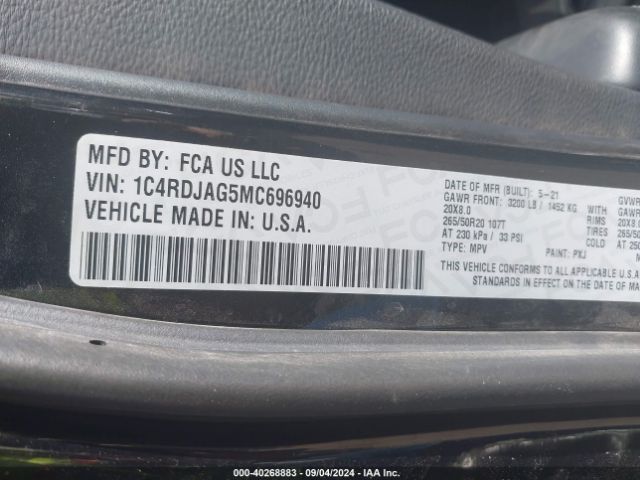 MFD BY: FCA US LLC
VIN: 1C4RDJAG5MC696940
VEHICLE MADE IN: U.S.A.
DATE OF MFR (BUILT): 5-21
GAWR FRONT: 3200 LB / 1452 KG
20X8.0
265/50R20 107T
AT 230 kPa / 33 PSI
TYPE: MPV PAINT: PXJ
THIS VEHICLE CONFORMS TO ALL APPLICABLE U.S.A.
STANDARDS IN EFFECT ON THE DATE OF MA
WITH
RIMS
TIRES
COLD
GVWR
GAWR
20X8.0
265/50
AT 250
M
© - 40268883 - 09/04/2024 - IAA Inc.